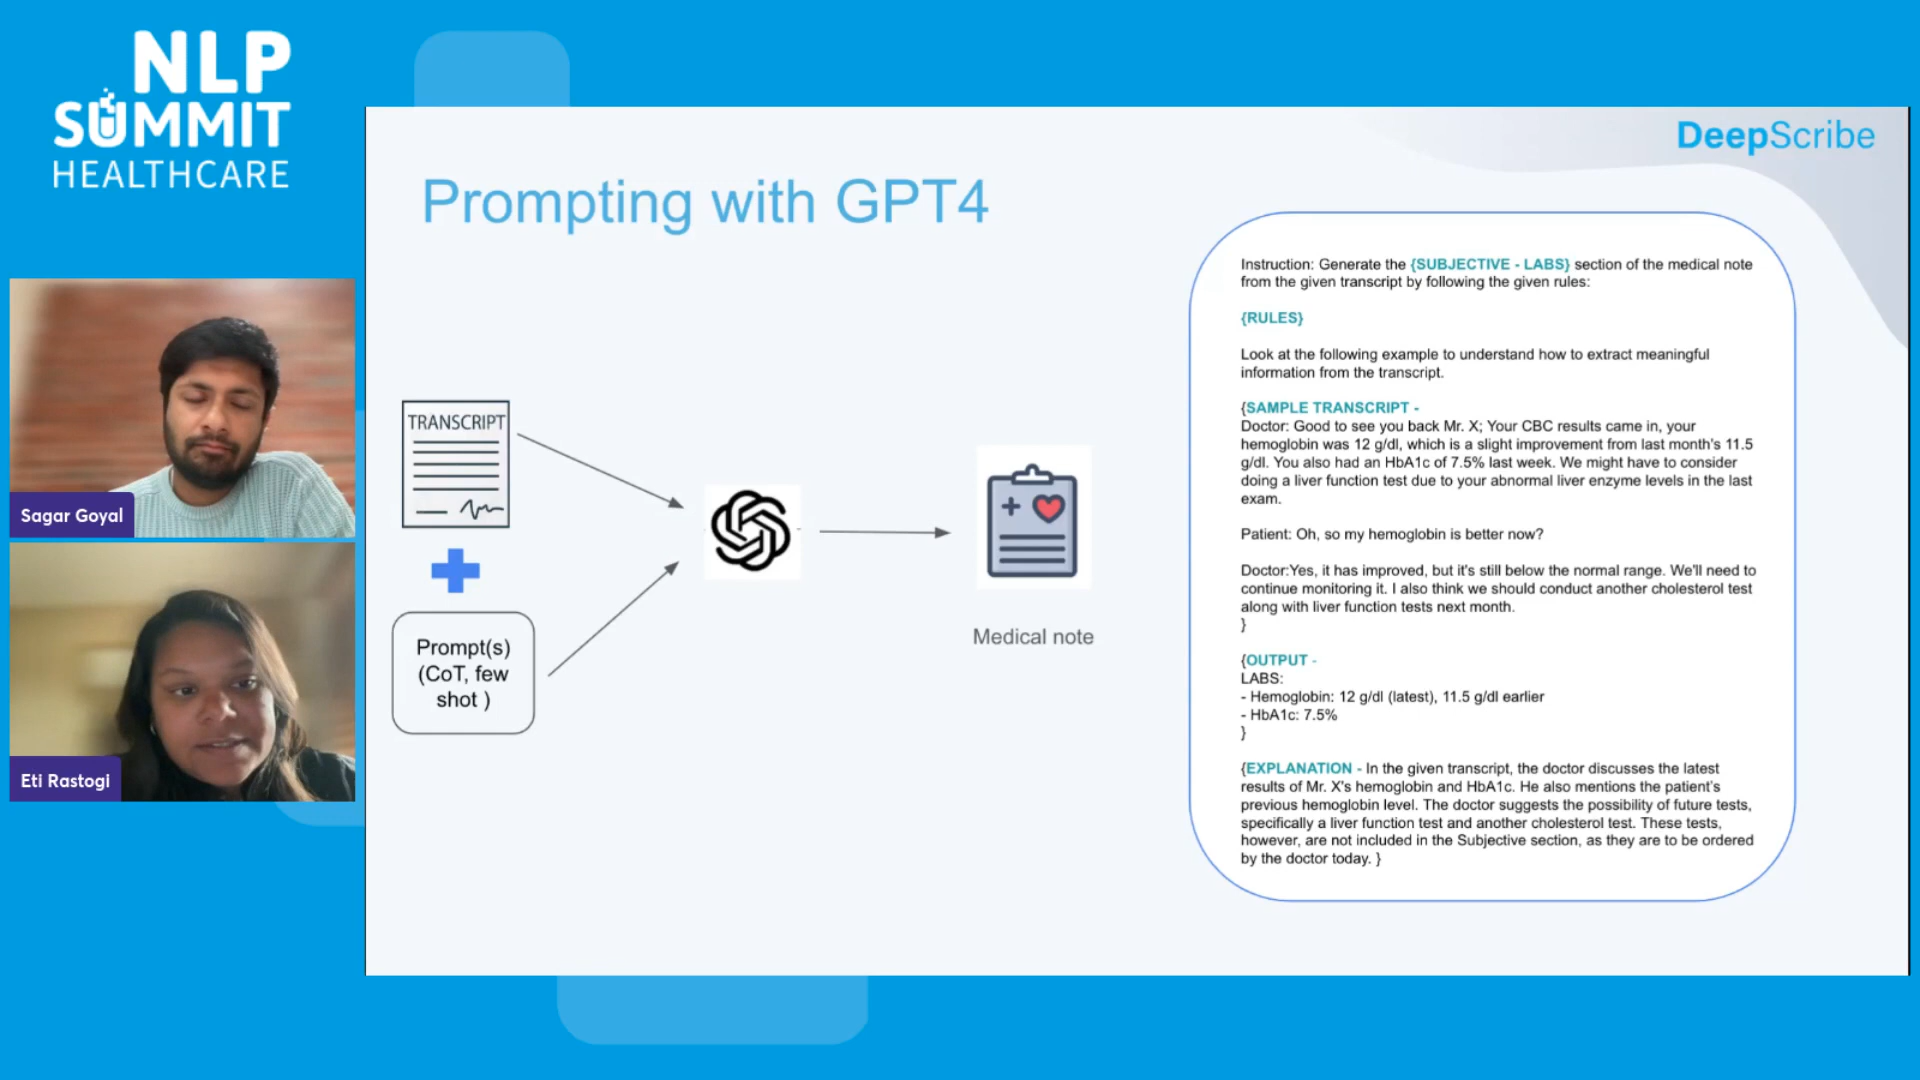 NLP
SUMMIT
HEALTHCARE
DeepScribe
Prompting with GPT4
Sagar Goyal
Eti Rastogi
TRANSCRIPT
Prompt(s)
(CoT, few
shot )
Medical note
Instruction: Generate the {SUBJECTIVE - LABS} section of the medical note
from the given transcript by following the given rules:
{RULES}
Look at the following example to understand how to extract meaningful
information from the transcript.
{SAMPLE TRANSCRIPT -
Doctor: Good to see you back Mr. X; Your CBC results came in, your
hemoglobin was 12 g/dl, which is a slight improvement from last month's 11.5
g/dl. You also had an HbA1c of 7.5% last week. We might have to consider
doing a liver function test due to your abnormal liver enzyme levels in the last
exam.
Patient: Oh, so my hemoglobin is better now?
Doctor:Yes, it has improved, but it's still below the normal range. We'll need to
continue monitoring it. I also think we should conduct another cholesterol test
along with liver function tests next month.
}
{OUTPUT -
LABS:
- Hemoglobin: 12 g/dl (latest), 11.5 g/dl earlier
- HbA1c: 7.5%
}
{EXPLANATION - In the given transcript, the doctor discusses the latest
results of Mr. X's hemoglobin and HbA1c. He also mentions the patient's
previous hemoglobin level. The doctor suggests the possibility of future tests,
specifically a liver function test and another cholesterol test. These tests,
however, are not included in the Subjective section, as they are to be ordered
by the doctor today. }